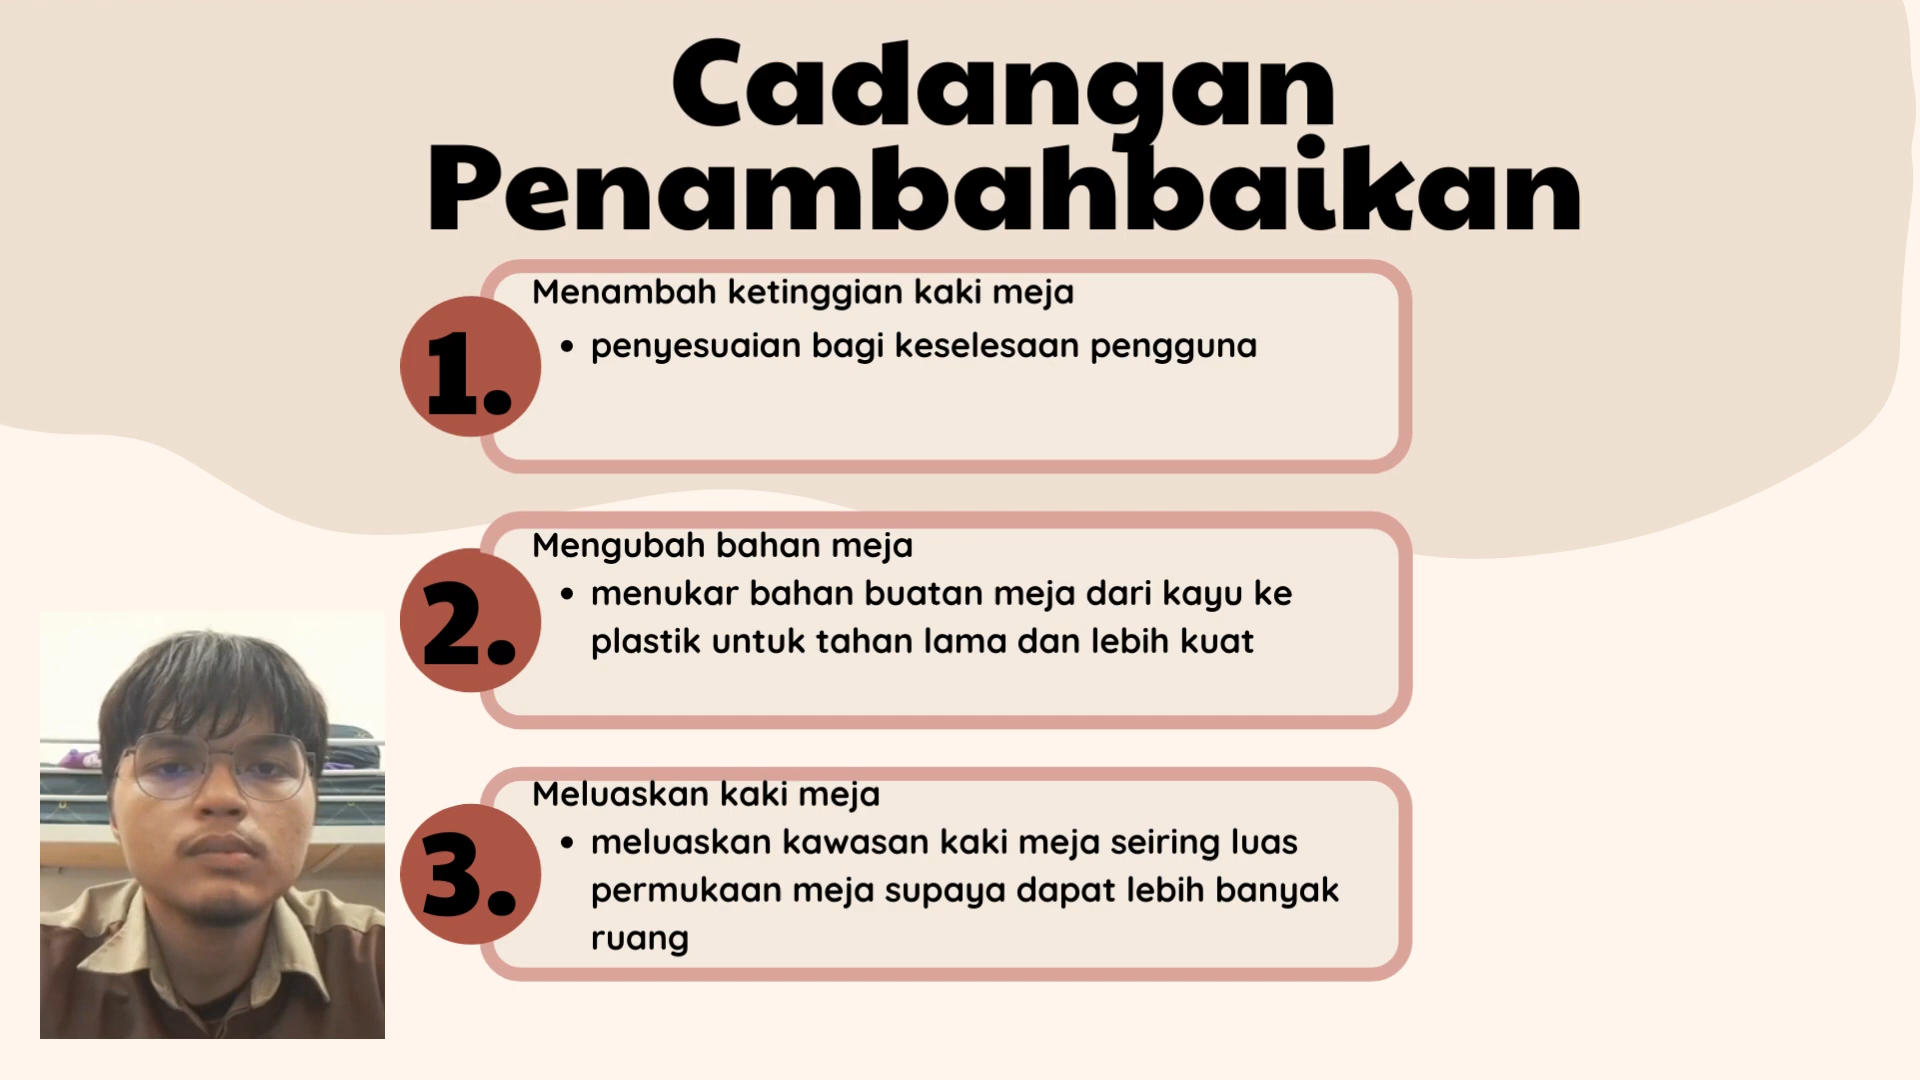 Cadangan
Penambahbaikan
Menambah ketinggian kaki meja
1.
• penyesuaian bagi keselesaan pengguna
Mengubah bahan meja
2.
• menukar bahan buatan meja dari kayu ke
plastik untuk tahan lama dan lebih kuat
Meluaskan kaki meja
3.
• meluaskan kawasan kaki meja seiring luas
permukaan meja supaya dapat lebih banyak
ruang